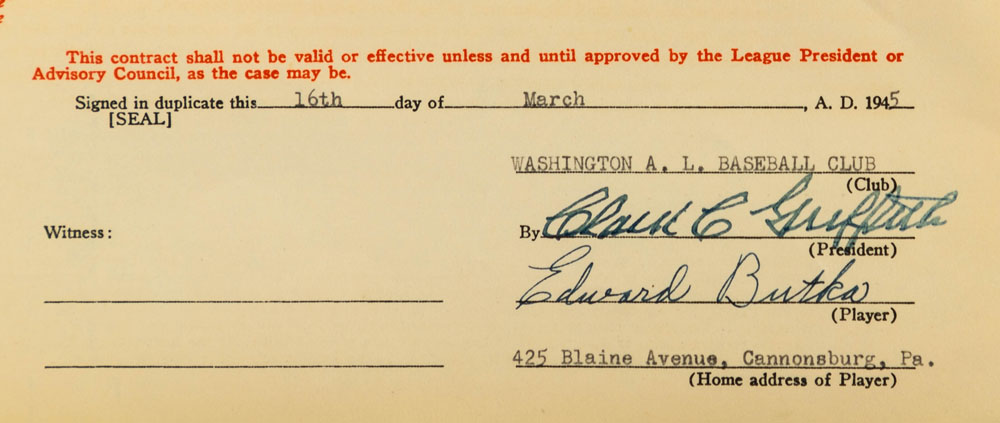 This contract shall not be valid or effective unless and until approved by the League President or
Advisory Council, as the case may be.
Signed in duplicate this 16th day of March, A. D. 1945
[SEAL]
WASHINGTON A. L. BASEBALL CLUB
(Club)
Witness: By Clark C Griffith
(President)
Edward Butka
(Player)
425 Blaine Avenue, Cannonsburg, Pa.
(Home address of Player)